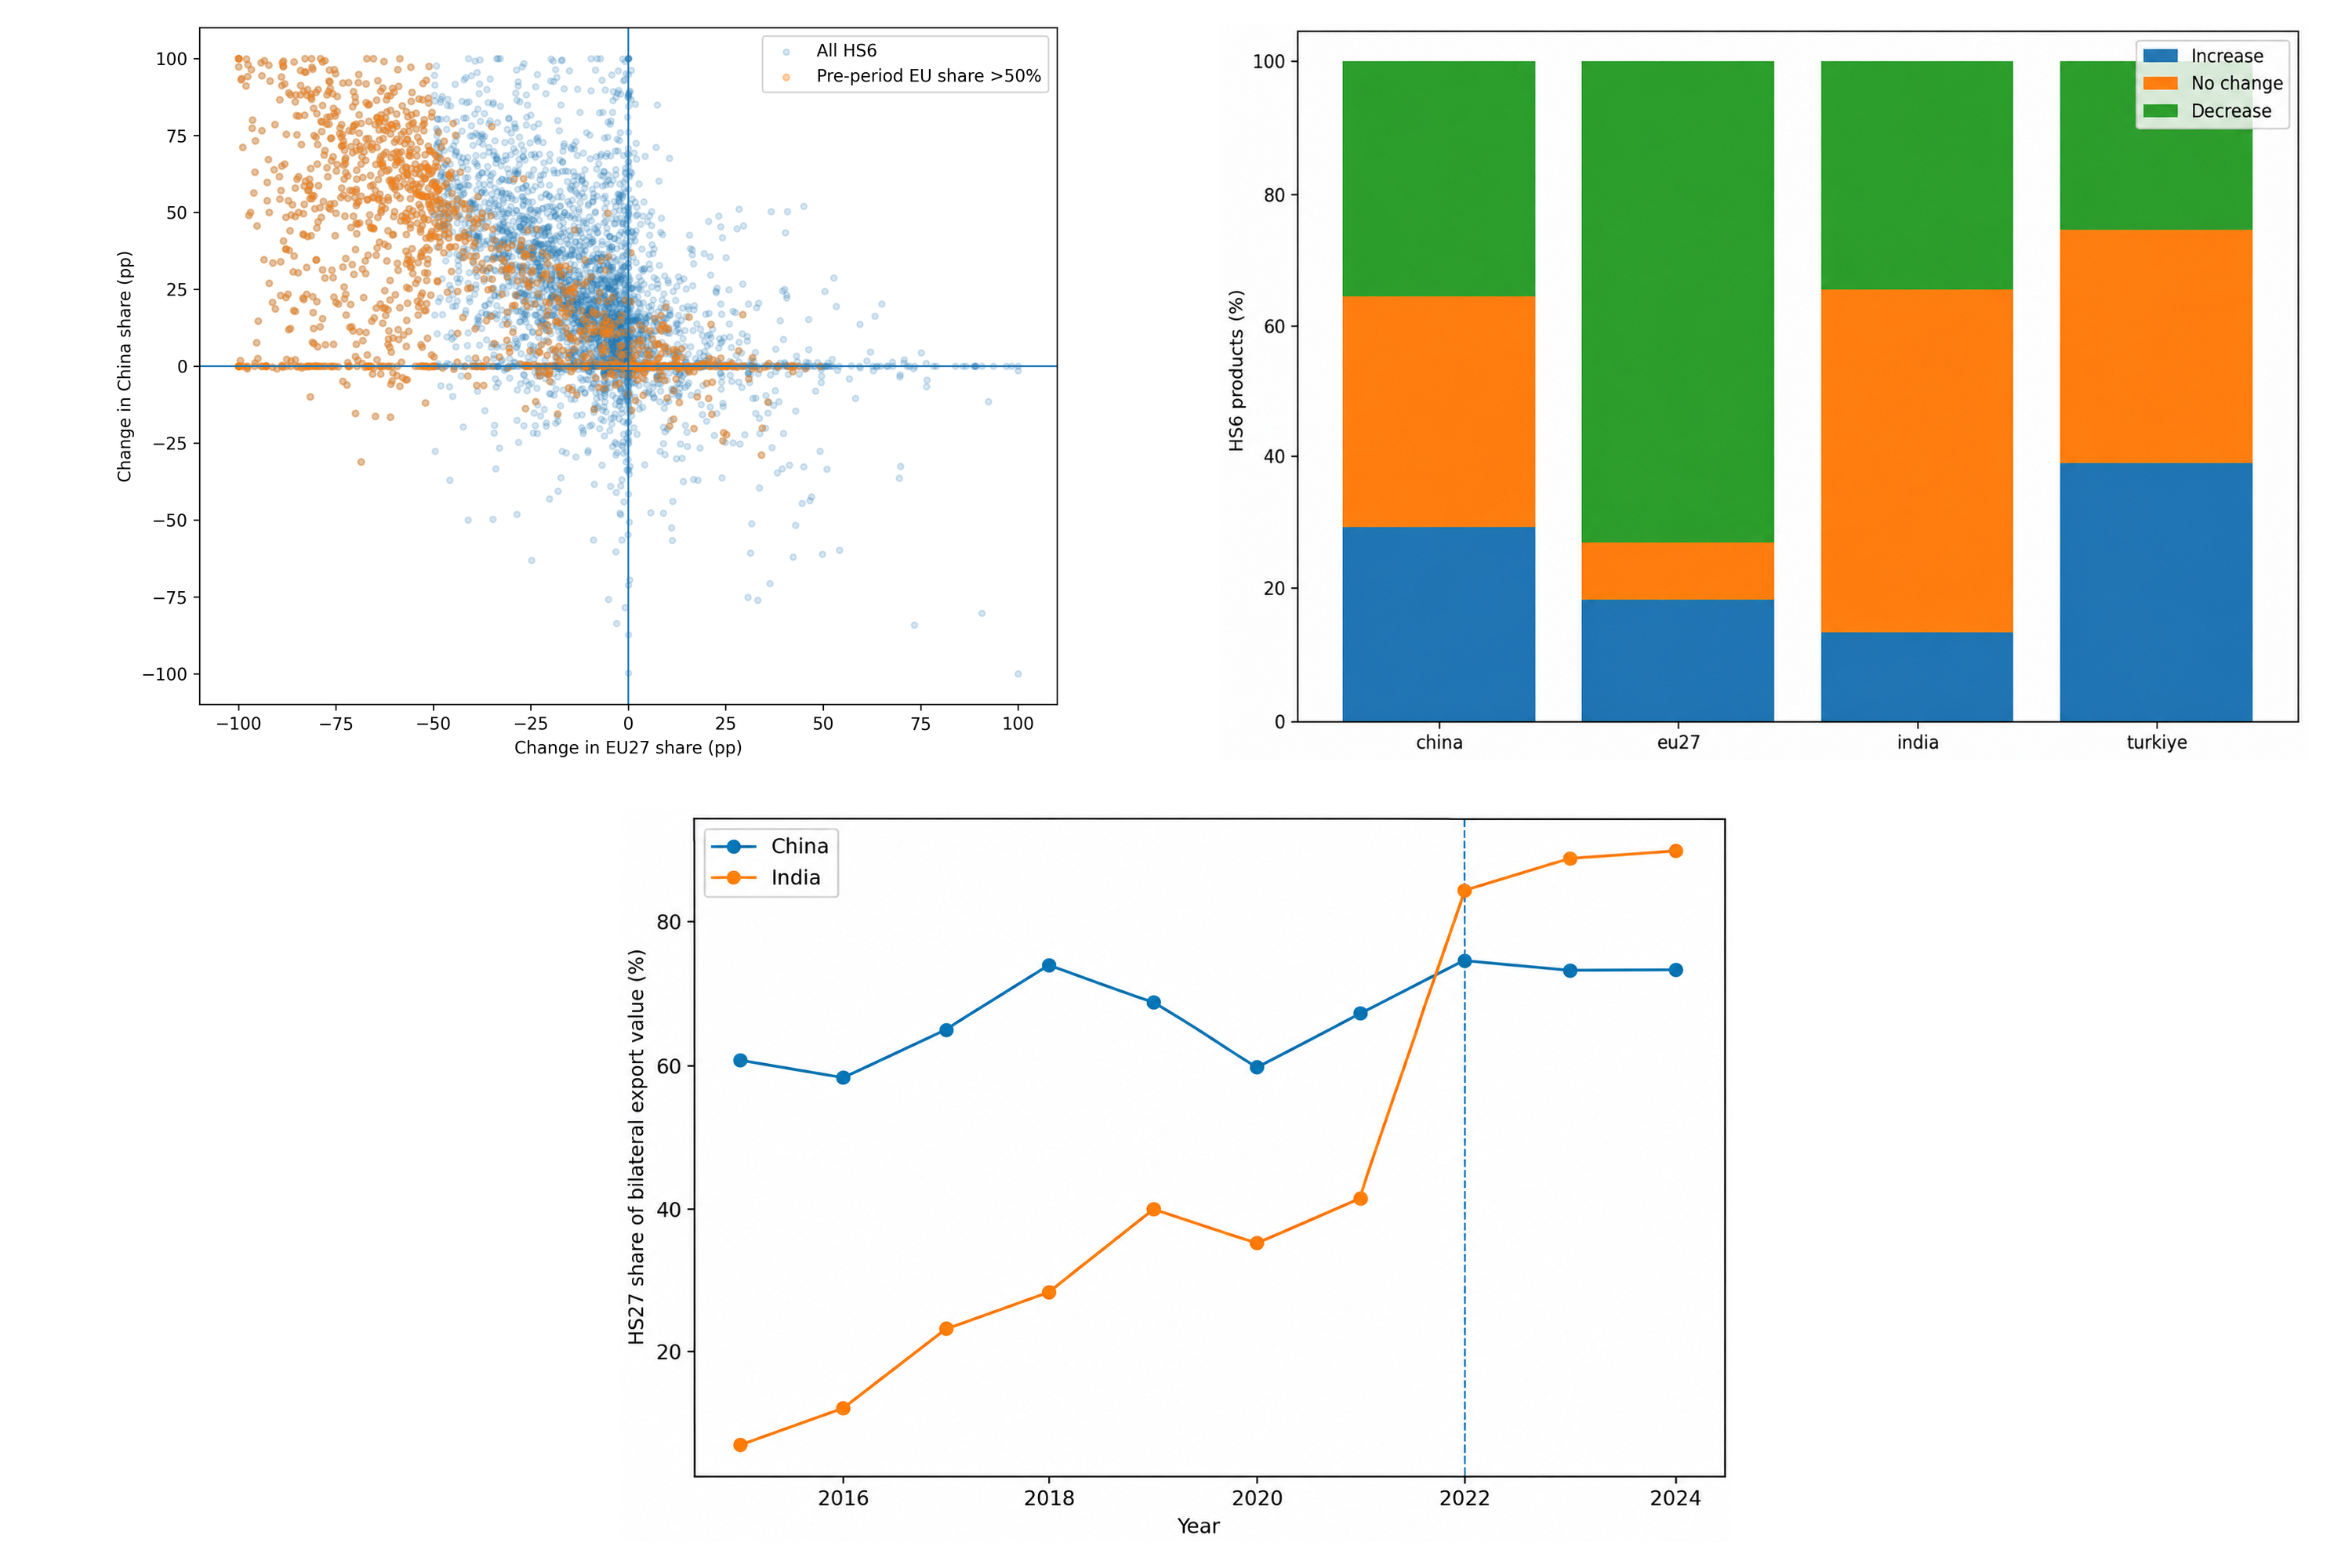 All HS6
Pre-period EU share >50%
100
75
50
25
0
−25
−50
−75
−100
Change in China share (pp)
−100 −75 −50 −25 0 25 50 75 100
Change in EU27 share (pp)
Increase
No change
Decrease
100
80
60
40
20
0
HS6 products (%)
china eu27 india turkiye
China
India
80
60
40
20
HS27 share of bilateral export value (%)
2016 2018 2020 2022 2024
Year